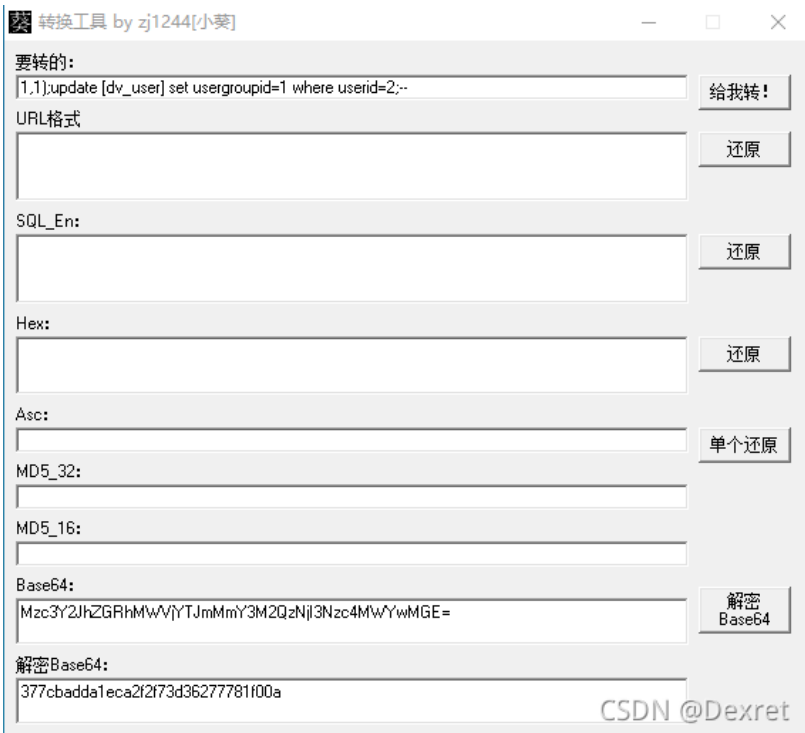 葵 转换工具 by zj1244[小葵]
要转的:
1,1);update [dv_user] set usergroupid=1 where userid=2;--
给我转!
URL格式
还原
SQL_En:
还原
Hex:
还原
Asc:
单个还原
MD5_32:
MD5_16:
Base64:
Mzc3Y2JhZGRhMWVjYTJmMmY3M2QzNjI3Nzc4MWYwMGE=
解密
Base64
解密Base64:
377cbadda1eca2f2f73d36277781f00a
CSDN @Dexret